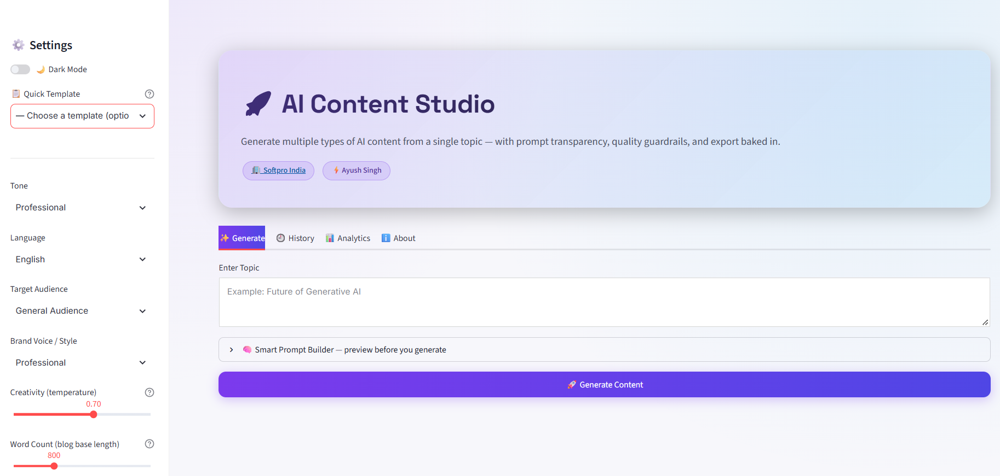 Settings
Dark Mode
Quick Template
— Choose a template (optio
Tone
Professional
Language
English
Target Audience
General Audience
Brand Voice / Style
Professional
Creativity (temperature)
0.70
Word Count (blog base length)
800
AI Content Studio
Generate multiple types of AI content from a single topic — with prompt transparency, quality guardrails, and export baked in.
Softpro India
Ayush Singh
Generate History Analytics About
Enter Topic
Example: Future of Generative AI
Smart Prompt Builder — preview before you generate
Generate Content